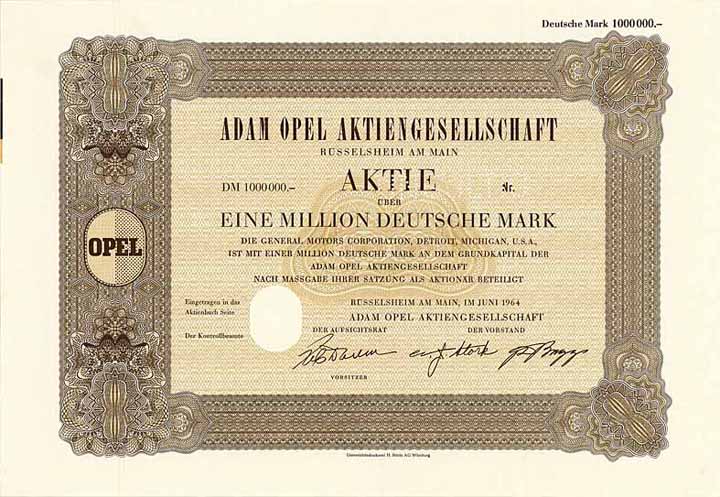 Deutsche Mark 1000000.–
ADAM OPEL AKTIENGESELLSCHAFT
RÜSSELSHEIM AM MAIN
DM 1000000,– AKTIE Nr.
ÜBER
EINE MILLION DEUTSCHE MARK
DIE GENERAL MOTORS CORPORATION, DETROIT, MICHIGAN, U.S.A.,
IST MIT EINER MILLION DEUTSCHE MARK AN DEM GRUNDKAPITAL DER
ADAM OPEL AKTIENGESELLSCHAFT
NACH MASSGABE IHRER SATZUNG ALS AKTIONÄR BETEILIGT
OPEL
Eingetragen in das
Aktienbuch Seite
Der Kontrollbeamte
RÜSSELSHEIM AM MAIN, IM JUNI 1964
ADAM OPEL AKTIENGESELLSCHAFT
DER AUFSICHTSRAT DER VORSTAND
VORSITZER